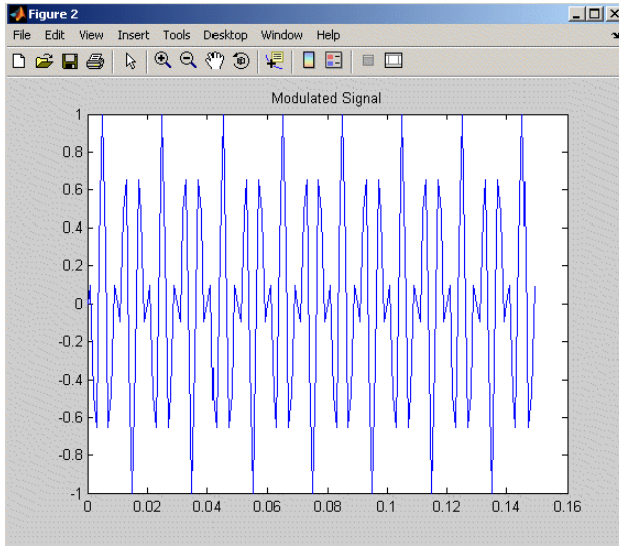 Figure 2
File Edit View Insert Tools Desktop Window Help
Modulated Signal
1
0.8
0.6
0.4
0.2
0
-0.2
-0.4
-0.6
-0.8
-1
0 0.02 0.04 0.06 0.08 0.1 0.12 0.14 0.16